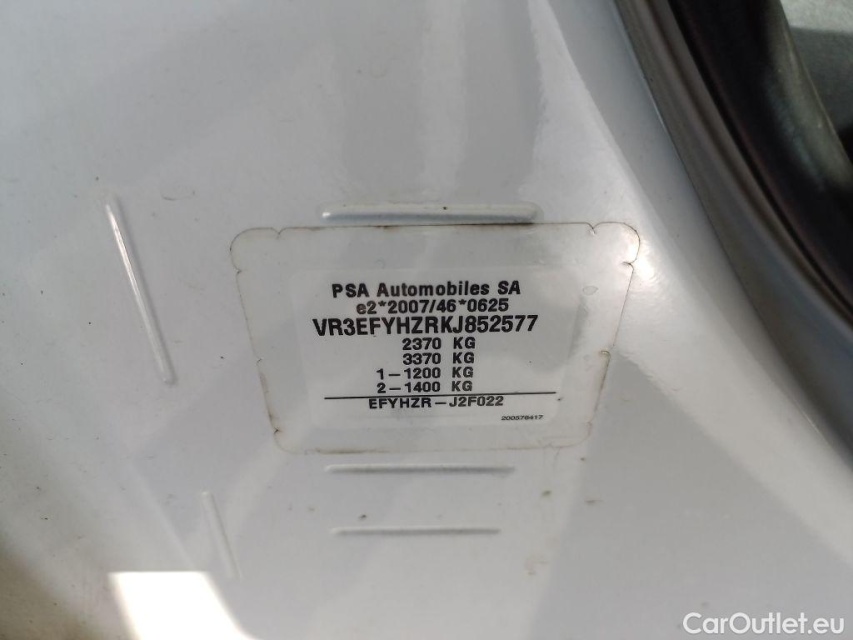 PSA Automobiles SA
e2*2007/46*0625
VR3EFYHZRKJ852577
2370 KG
3370 KG
1-1200 KG
2-1400 KG
EFYHZR-J2F022
200578417
CarOutlet.eu